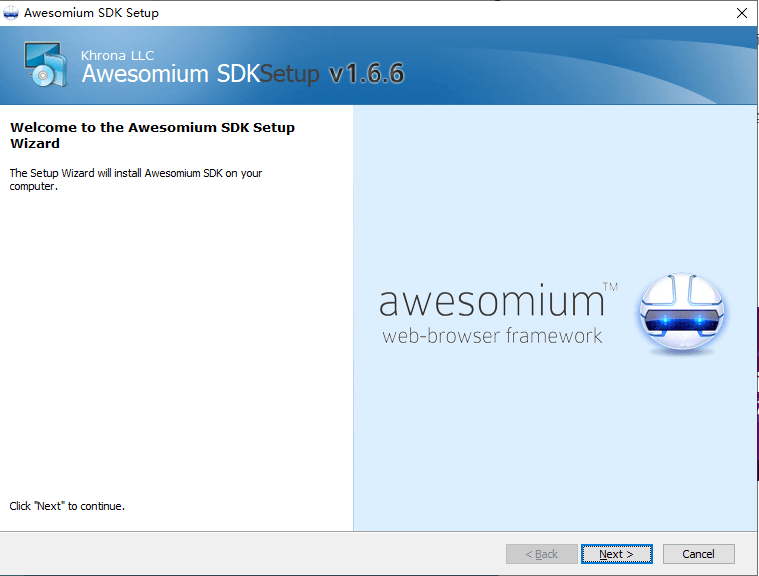 Awesomium SDK Setup
Khrona LLC
Awesomium SDKSetup v1.6.6
Welcome to the Awesomium SDK Setup
Wizard
The Setup Wizard will install Awesomium SDK on your
computer.
awesomium™
web-browser framework
Click "Next" to continue.
< Back
Next >
Cancel